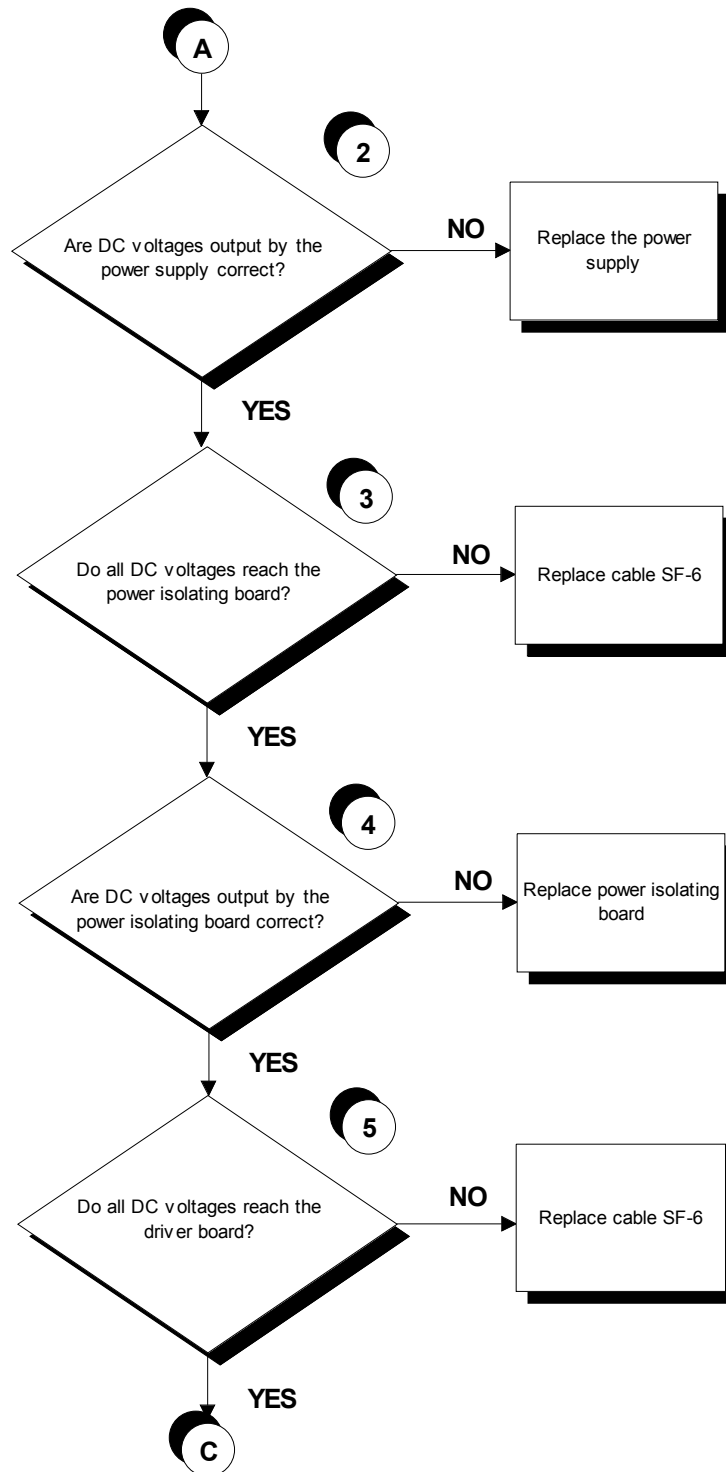 A
2
Are DC voltages output by the
power supply correct?
NO
Replace the power
supply
YES
3
Do all DC voltages reach the
power isolating board?
NO
Replace cable SF-6
YES
4
Are DC voltages output by the
power isolating board correct?
NO
Replace power isolating
board
YES
5
Do all DC voltages reach the
driver board?
NO
Replace cable SF-6
YES
C